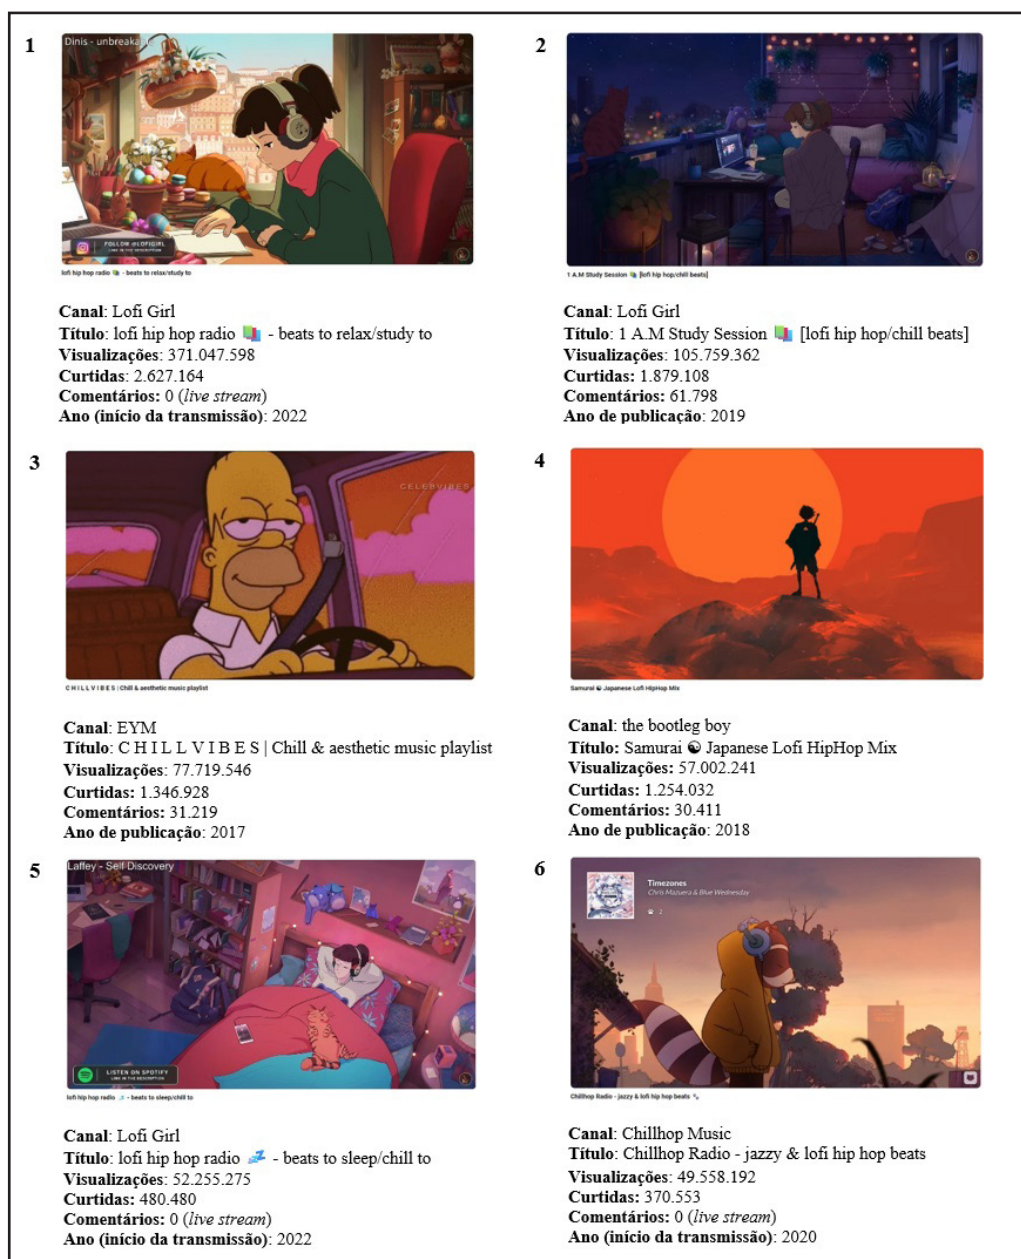 1
Dinis - unbreakable
FOLLOW @LOFIGIRL
LINK IN THE DESCRIPTION
lofi hip hop radio 📚 - beats to relax/study to
Canal: Lofi Girl
Título: lofi hip hop radio 📚 - beats to relax/study to
Visualizações: 371.047.598
Curtidas: 2.627.164
Comentários: 0 (live stream)
Ano (início da transmissão): 2022
2
1 A.M Study Session 📚 [lofi hip hop/chill beats]
Canal: Lofi Girl
Título: 1 A.M Study Session 📚 [lofi hip hop/chill beats]
Visualizações: 105.759.362
Curtidas: 1.879.108
Comentários: 61.798
Ano de publicação: 2019
3
CELEBVIBES
C H I L L V I B E S | Chill & aesthetic music playlist
Canal: EYM
Título: C H I L L V I B E S | Chill & aesthetic music playlist
Visualizações: 77.719.546
Curtidas: 1.346.928
Comentários: 31.219
Ano de publicação: 2017
4
Samurai ☯ Japanese Lofi HipHop Mix
Canal: the bootleg boy
Título: Samurai ☯ Japanese Lofi HipHop Mix
Visualizações: 57.002.241
Curtidas: 1.254.032
Comentários: 30.411
Ano de publicação: 2018
5
Laffey - Self Discovery
LISTEN ON SPOTIFY
LINK IN THE DESCRIPTION
lofi hip hop radio 💤 - beats to sleep/chill to
Canal: Lofi Girl
Título: lofi hip hop radio 💤 - beats to sleep/chill to
Visualizações: 52.255.275
Curtidas: 480.480
Comentários: 0 (live stream)
Ano (início da transmissão): 2022
6
Timezones
Chris Mazuera & Blue Wednesday
2
Chillhop Radio - jazzy & lofi hip hop beats 🐾
Canal: Chillhop Music
Título: Chillhop Radio - jazzy & lofi hip hop beats
Visualizações: 49.558.192
Curtidas: 370.553
Comentários: 0 (live stream)
Ano (início da transmissão): 2020